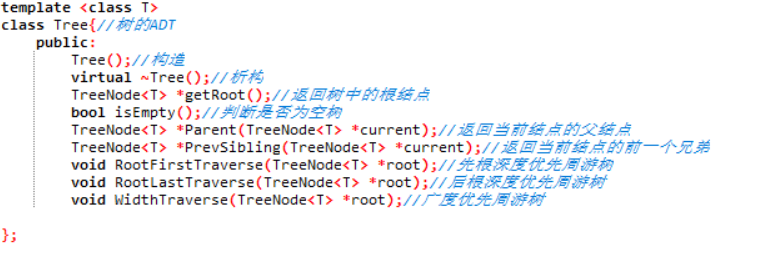 template <class T>
class Tree{//树的ADT
public:
Tree();//构造
virtual ~Tree();//析构
TreeNode<T> *getRoot();//返回树中的根结点
bool isEmpty();//判断是否为空树
TreeNode<T> *Parent(TreeNode<T> *current);//返回当前结点的父结点
TreeNode<T> *PrevSibling(TreeNode<T> *current);//返回当前结点的前一个兄弟
void RootFirstTraverse(TreeNode<T> *root);//先根深度优先周游树
void RootLastTraverse(TreeNode<T> *root);//后根深度优先周游树
void WidthTraverse(TreeNode<T> *root);//广度优先周游树
};